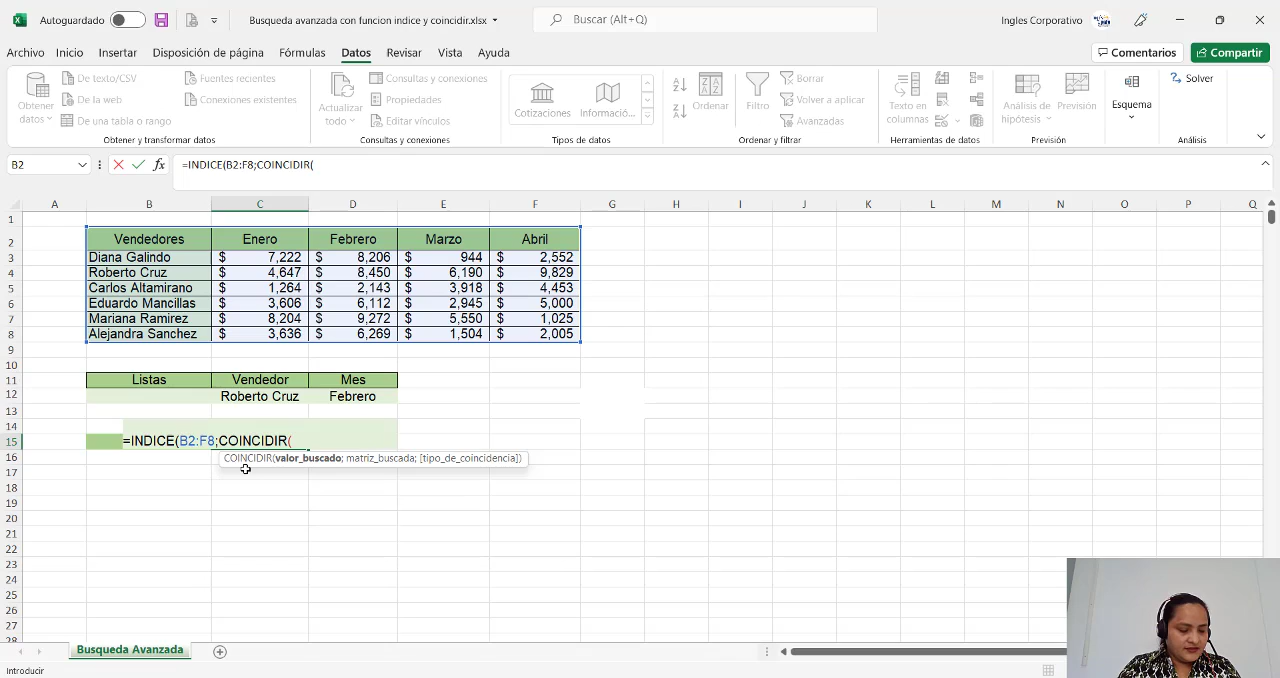 Autoguardado
Busqueda avanzada con funcion indice y coincidir.xlsx
Buscar (Alt+Q)
Ingles Corporativo
Archivo Inicio Insertar Disposición de página Fórmulas Datos Revisar Vista Ayuda Comentarios Compartir
Obtener datos
De texto/CSV
De la web
De una tabla o rango
Fuentes recientes
Conexiones existentes
Obtener y transformar datos
Actualizar todo
Consultas y conexiones
Propiedades
Editar vínculos
Consultas y conexiones
Cotizaciones
Informació...
Tipos de datos
Ordenar
Filtro
Borrar
Volver a aplicar
Avanzadas
Ordenar y filtrar
Texto en columnas
Herramientas de datos
Análisis de hipótesis
Previsión
Previsión
Esquema
Solver
Análisis
B2
fx
=INDICE(B2:F8;COINCIDIR(
A B C D E F G H I J K L M N O P Q
1
2 Vendedores Enero Febrero Marzo Abril
3 Diana Galindo $ 7,222 $ 8,206 $ 944 $ 2,552
4 Roberto Cruz $ 4,647 $ 8,450 $ 6,190 $ 9,829
5 Carlos Altamirano $ 1,264 $ 2,143 $ 3,918 $ 4,453
6 Eduardo Mancillas $ 3,606 $ 6,112 $ 2,945 $ 5,000
7 Mariana Ramirez $ 8,204 $ 9,272 $ 5,550 $ 1,025
8 Alejandra Sanchez $ 3,636 $ 6,269 $ 1,504 $ 2,005
9
10
11 Listas Vendedor Mes
12 Roberto Cruz Febrero
13
14
15 =INDICE(B2:F8;COINCIDIR(
16 COINCIDIR(valor_buscado; matriz_buscada; [tipo_de_coincidencia])
17
18
19
20
21
22
23
24
25
26
27
28
Busqueda Avanzada
Introducir